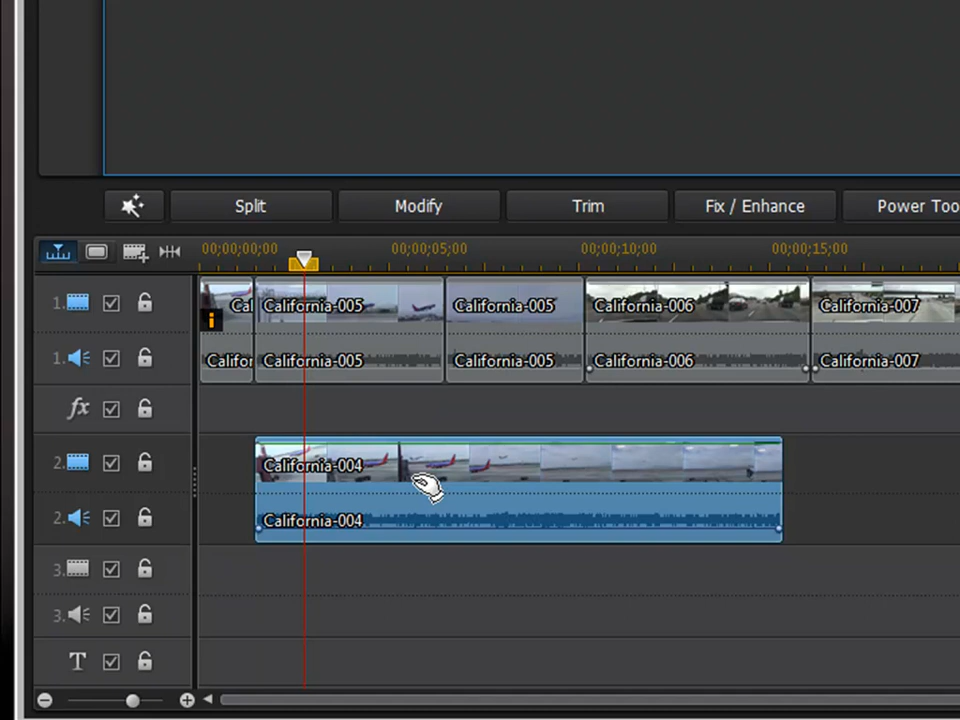 Split Modify Trim Fix / Enhance Power Too
00;00;00;00 00;00;05;00 00;00;10;00 00;00;15;00
1. Cal California-005 California-005 California-006 California-007
1. Califor California-005 California-005 California-006 California-007
fx
2. California-004
2. California-004
3.
3.
T